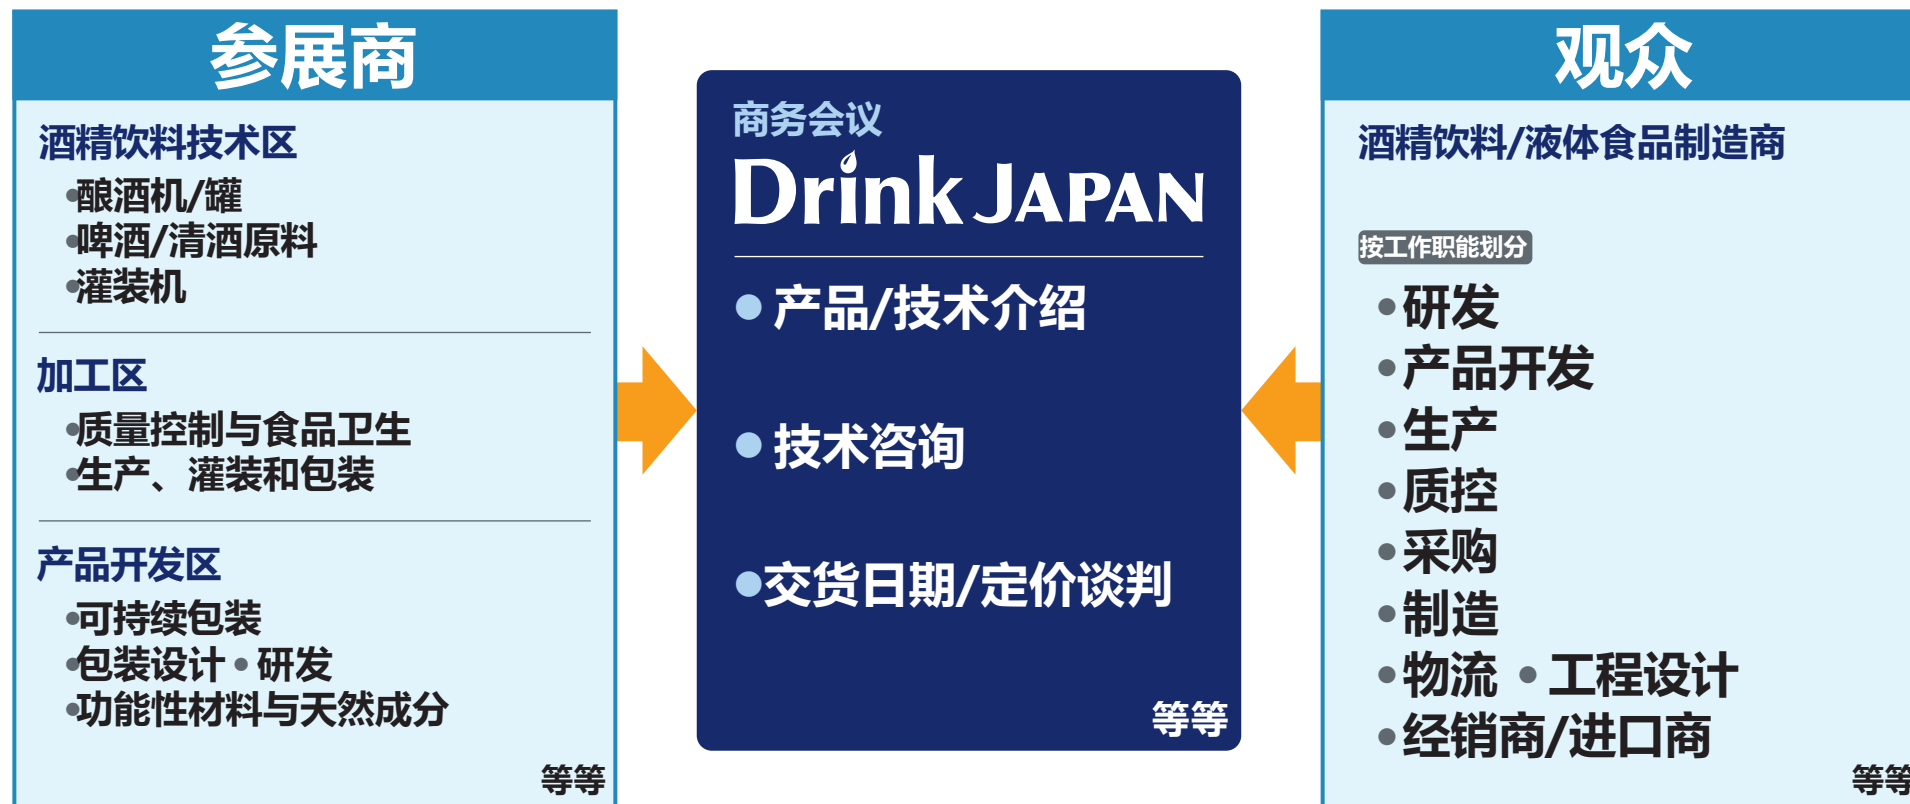 参展商
酒精饮料技术区
•酿酒机/罐
•啤酒/清酒原料
•灌装机
加工区
•质量控制与食品卫生
•生产、灌装和包装
产品开发区
•可持续包装
•包装设计•研发
•功能性材料与天然成分
等等
商务会议
Drink JAPAN
● 产品/技术介绍
● 技术咨询
●交货日期/定价谈判
等等
观众
酒精饮料/液体食品制造商
按工作职能划分
•研发
•产品开发
•生产
•质控
•采购
•制造
•物流 •工程设计
•经销商/进口商
等等